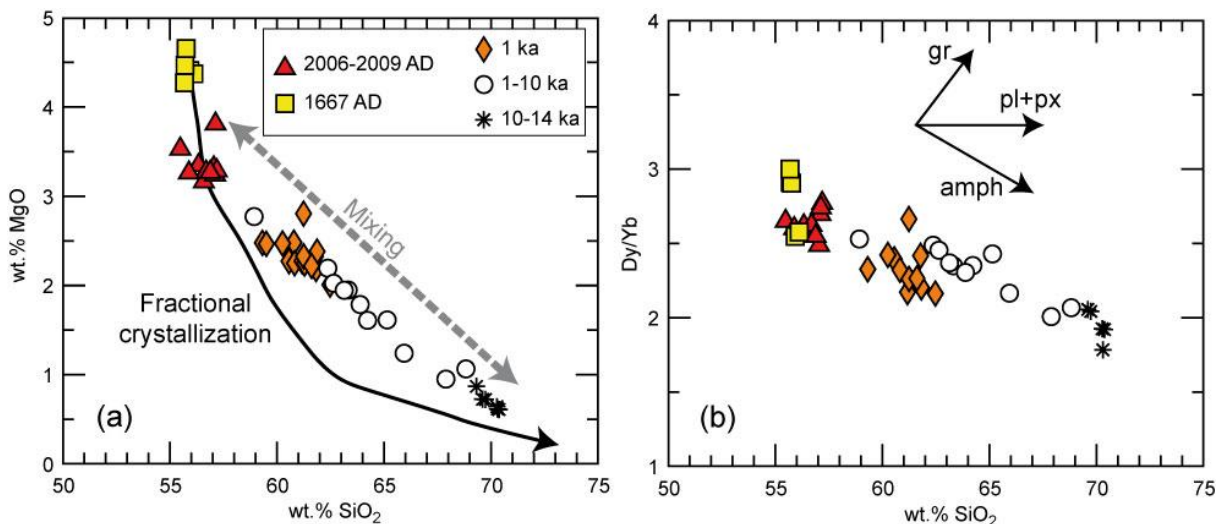 5
4
3
2
1
0
wt.% MgO
2006-2009 AD
1667 AD
1 ka
1-10 ka
10-14 ka
Mixing
Fractional
crystallization
(a)
50 55 60 65 70 75
wt.% SiO₂
4
3
2
1
Dy/Yb
gr
pl+px
amph
(b)
50 55 60 65 70 75
wt.% SiO₂